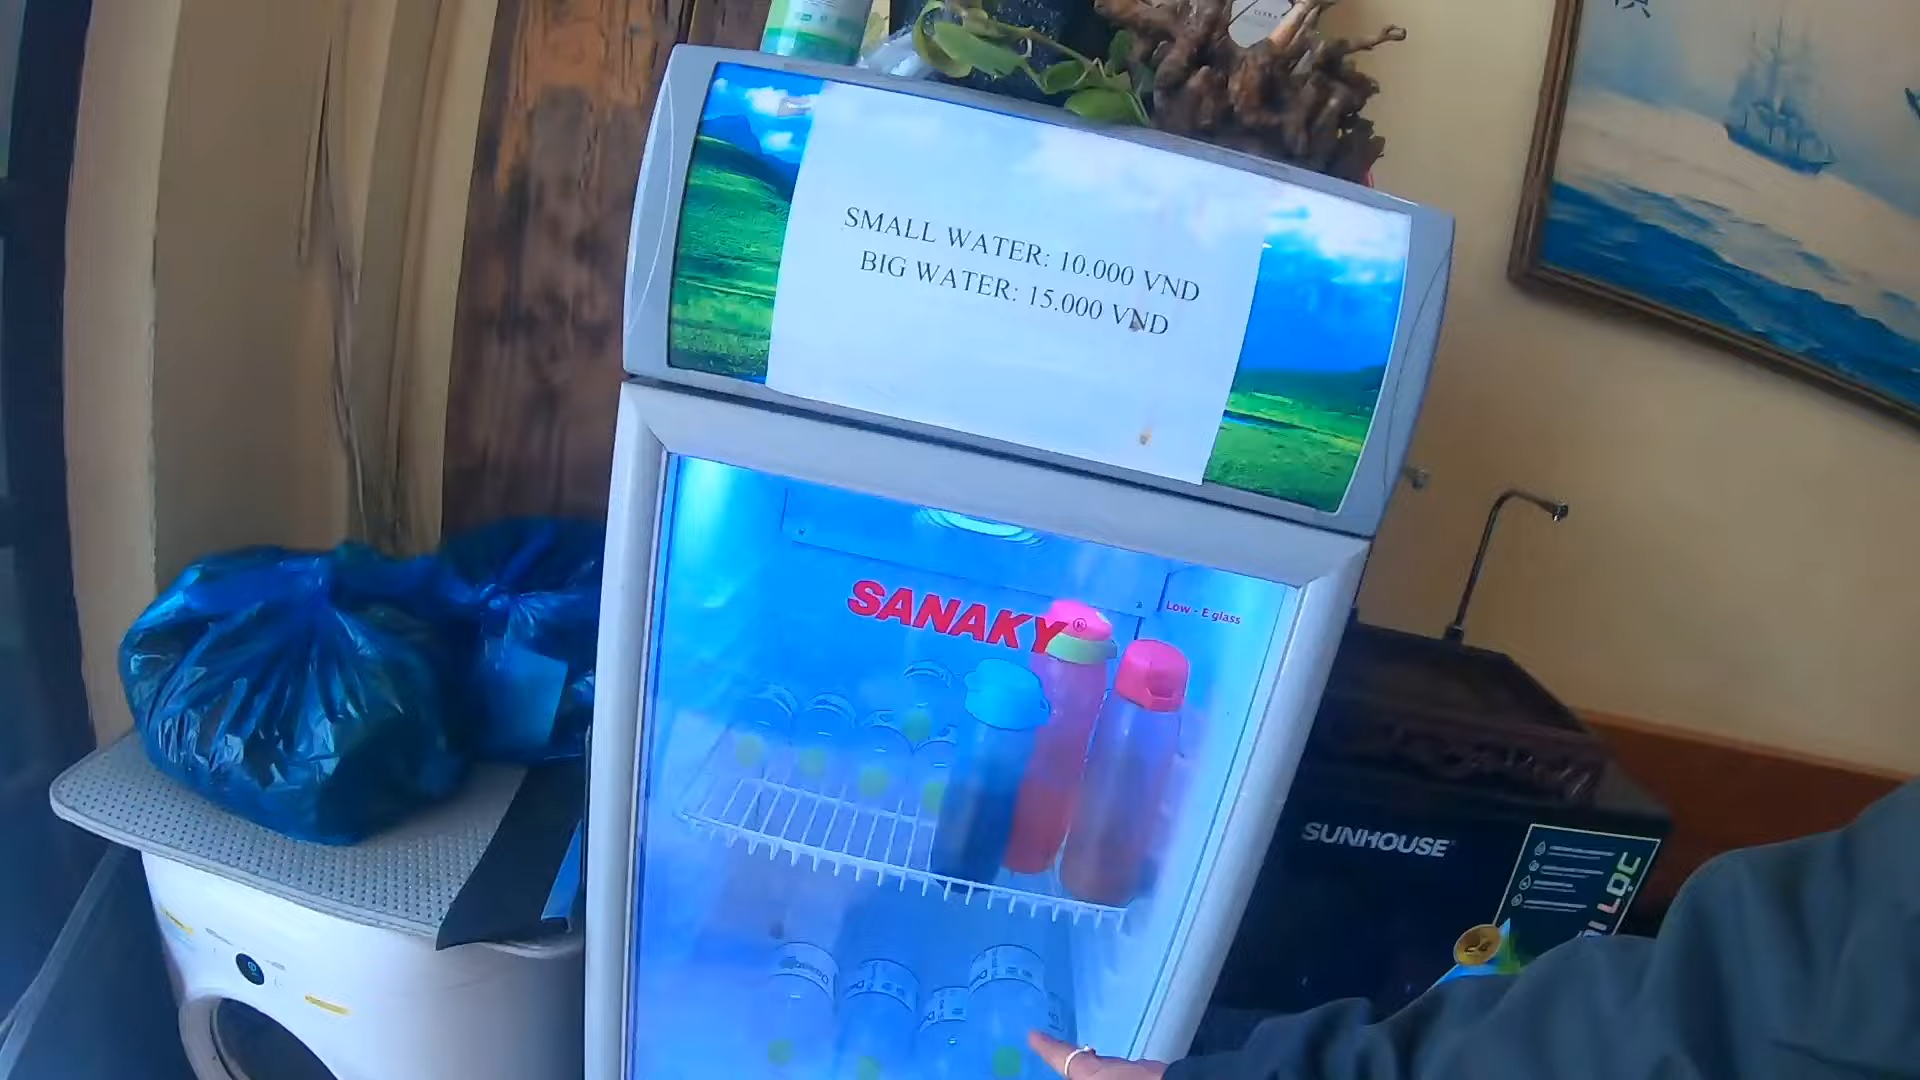 SMALL WATER: 10.000 VND
BIG WATER: 15.000 VND
SANAKY®
Low - E glass
SUNHOUSE
LỌC